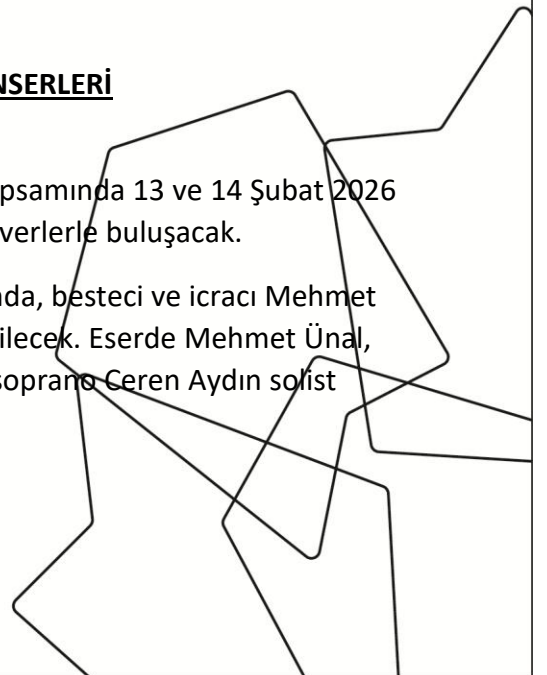 NSERLERİ
psamında 13 ve 14 Şubat 2026
verlerle buluşacak.
nda, besteci ve icracı Mehmet
ilecek. Eserde Mehmet Ünal,
soprano Ceren Aydın solist